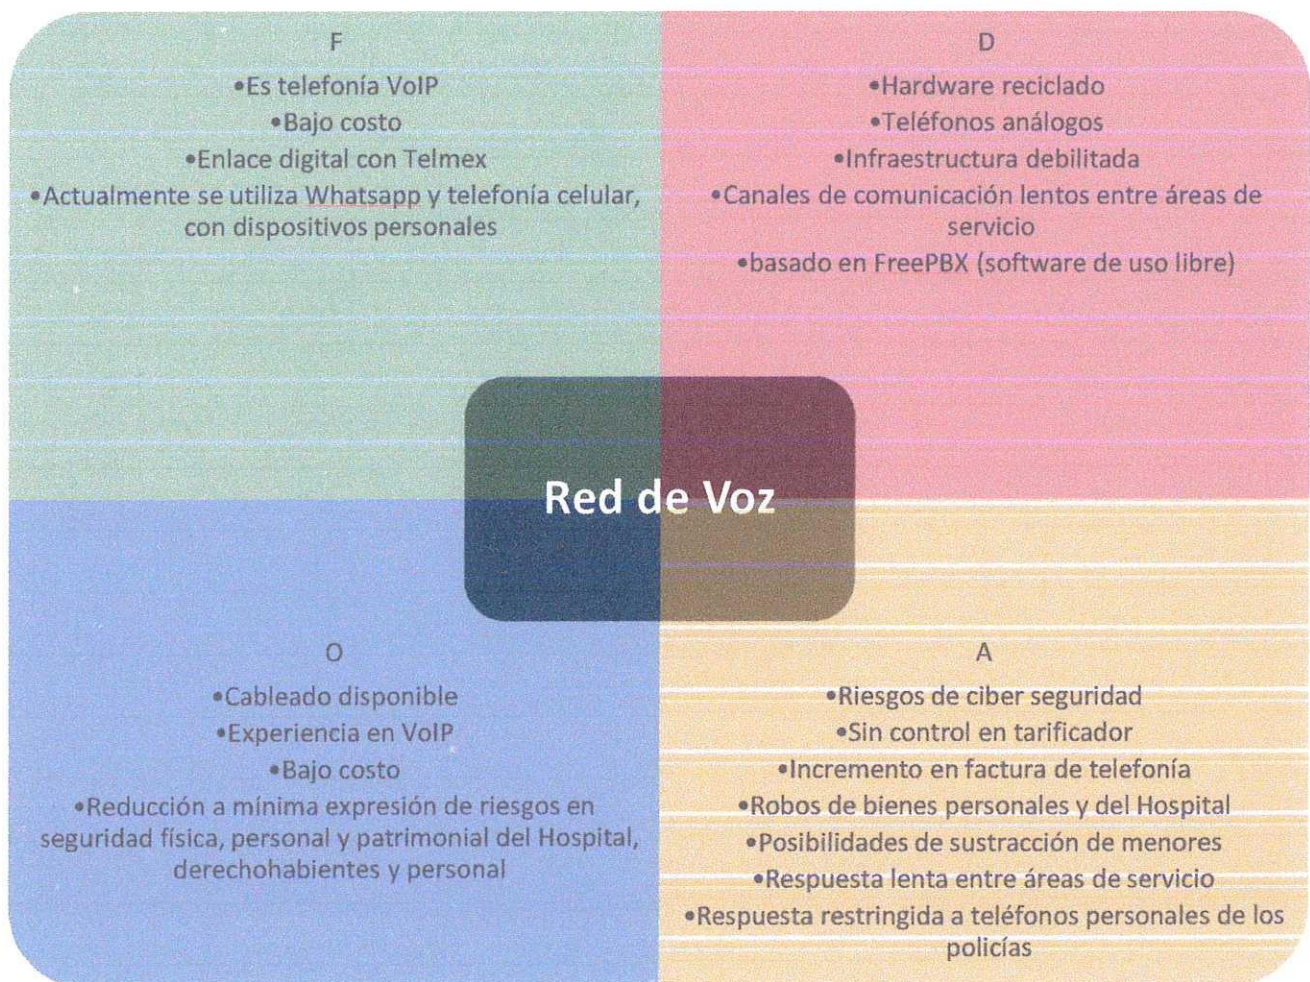 F
•Es telefonía VoIP
•Bajo costo
•Enlace digital con Telmex
•Actualmente se utiliza Whatsapp y telefonía celular,
con dispositivos personales
D
•Hardware reciclado
•Teléfonos análogos
•Infraestructura debilitada
•Canales de comunicación lentos entre áreas de
servicio
•basado en FreePBX (software de uso libre)
Red de Voz
O
•Cableado disponible
•Experiencia en VoIP
•Bajo costo
•Reducción a mínima expresión de riesgos en
seguridad física, personal y patrimonial del Hospital,
derechohabientes y personal
A
•Riesgos de ciber seguridad
•Sin control en tarificador
•Incremento en factura de telefonía
•Robos de bienes personales y del Hospital
•Posibilidades de sustracción de menores
•Respuesta lenta entre áreas de servicio
•Respuesta restringida a teléfonos personales de los
policías